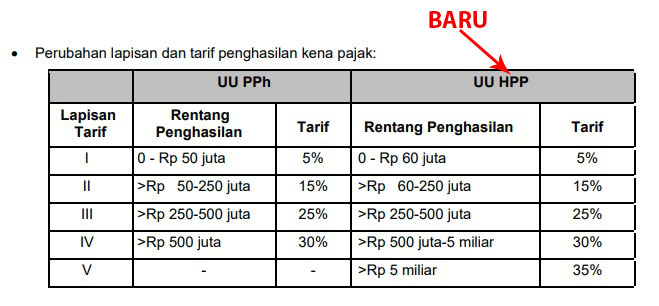 BARU
• Perubahan lapisan dan tarif penghasilan kena pajak:
UU PPh UU HPP
Lapisan Tarif Rentang Penghasilan Tarif Rentang Penghasilan Tarif
I 0 - Rp 50 juta 5% 0 - Rp 60 juta 5%
II >Rp 50-250 juta 15% >Rp 60-250 juta 15%
III >Rp 250-500 juta 25% >Rp 250-500 juta 25%
IV >Rp 500 juta 30% >Rp 500 juta-5 miliar 30%
V - - >Rp 5 miliar 35%